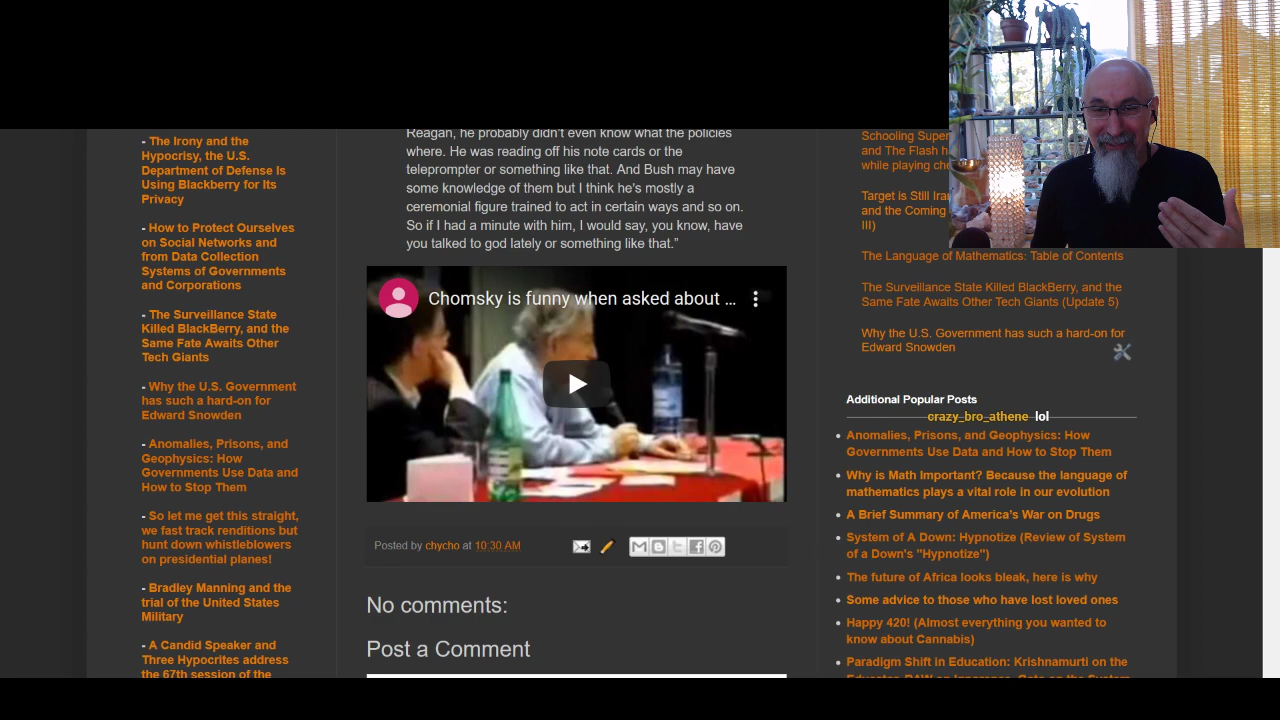 - The Irony and the
Hypocrisy, the U.S.
Department of Defense Is
Using Blackberry for Its
Privacy
- How to Protect Ourselves
on Social Networks and
from Data Collection
Systems of Governments
and Corporations
- The Surveillance State
Killed BlackBerry, and the
Same Fate Awaits Other
Tech Giants
- Why the U.S. Government
has such a hard-on for
Edward Snowden
- Anomalies, Prisons, and
Geophysics: How
Governments Use Data and
How to Stop Them
- So let me get this straight,
we fast track renditions but
hunt down whistleblowers
on presidential planes!
- Bradley Manning and the
trial of the United States
Military
- A Candid Speaker and
Three Hypocrites address
the 67th session of the
Reagan, he probably didn't even know what the policies
where. He was reading off his note cards or the
teleprompter or something like that. And Bush may have
some knowledge of them but I think he's mostly a
ceremonial figure trained to act in certain ways and so on.
So if I had a minute with him, I would say, you know, have
you talked to god lately or something like that.”
Chomsky is funny when asked about ...
Posted by chycho at 10:30 AM
No comments:
Post a Comment
Schooling Super
and The Flash
while playing
Target is Still
and the Coming
III)
The Language of Mathematics: Table of Contents
The Surveillance State Killed BlackBerry, and the
Same Fate Awaits Other Tech Giants (Update 5)
Why the U.S. Government has such a hard-on for
Edward Snowden
Additional Popular Posts
crazy_bro_athene lol
Anomalies, Prisons, and Geophysics: How
Governments Use Data and How to Stop Them
Why is Math Important? Because the language of
mathematics plays a vital role in our evolution
A Brief Summary of America's War on Drugs
System of A Down: Hypnotize (Review of System
of a Down's "Hypnotize")
The future of Africa looks bleak, here is why
Some advice to those who have lost loved ones
Happy 420! (Almost everything you wanted to
know about Cannabis)
Paradigm Shift in Education: Krishnamurti on the